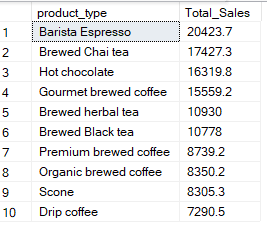 product_type Total_Sales
1 Barista Espresso 20423.7
2 Brewed Chai tea 17427.3
3 Hot chocolate 16319.8
4 Gourmet brewed coffee 15559.2
5 Brewed herbal tea 10930
6 Brewed Black tea 10778
7 Premium brewed coffee 8739.2
8 Organic brewed coffee 8350.2
9 Scone 8305.3
10 Drip coffee 7290.5